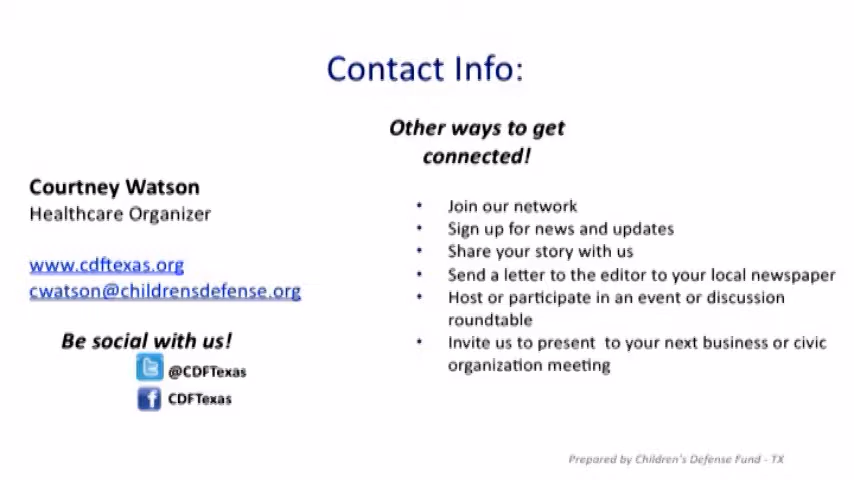 Contact Info:
Courtney Watson
Healthcare Organizer
www.cdftexas.org
cwatson@childrensdefense.org
Be social with us!
@CDFTexas
CDFTexas
Other ways to get
connected!
• Join our network
• Sign up for news and updates
• Share your story with us
• Send a letter to the editor to your local newspaper
• Host or participate in an event or discussion
roundtable
• Invite us to present to your next business or civic
organization meeting
Prepared by Children's Defense Fund - TX